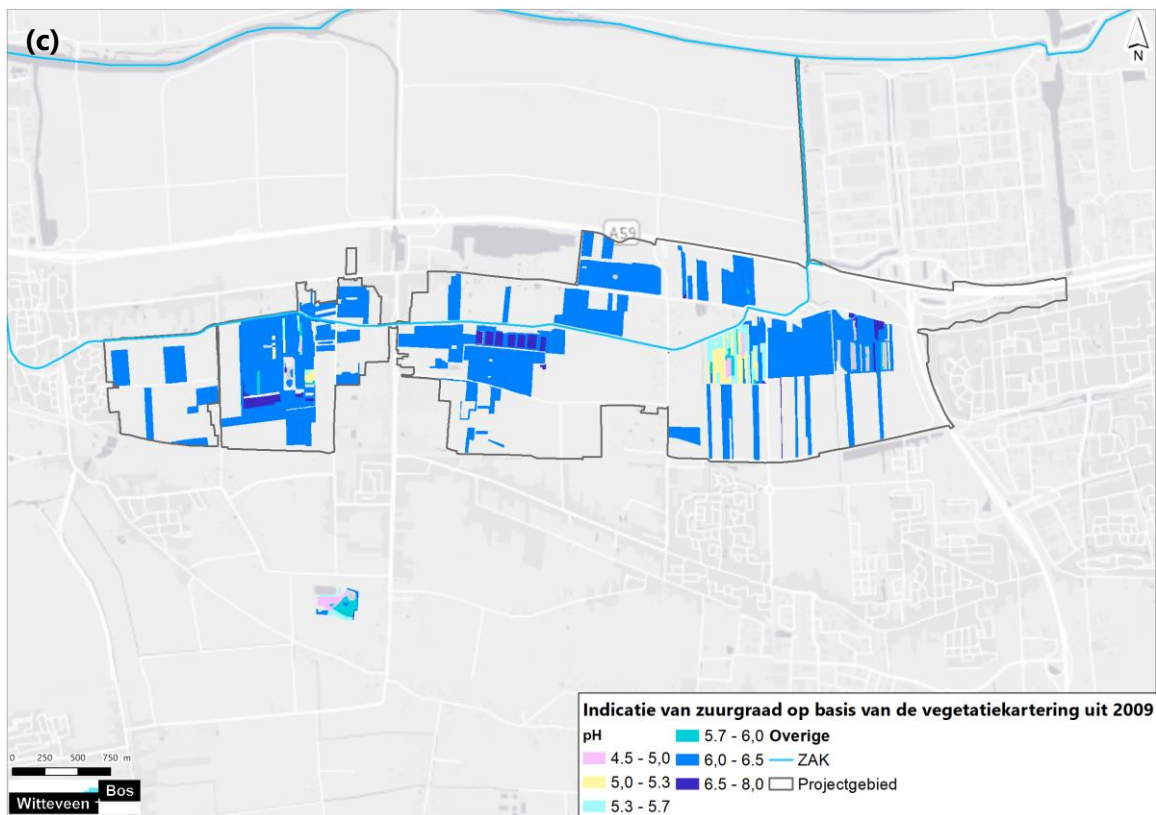 (c)
N
A59
Indicatie van zuurgraad op basis van de vegetatiekartering uit 2009
pH
4.5 - 5,0
5,0 - 5.3
5.3 - 5.7
5.7 - 6,0
6,0 - 6.5
6.5 - 8,0
Overige
ZAK
Projectgebied
0 250 500 750 m
Witteveen Bos